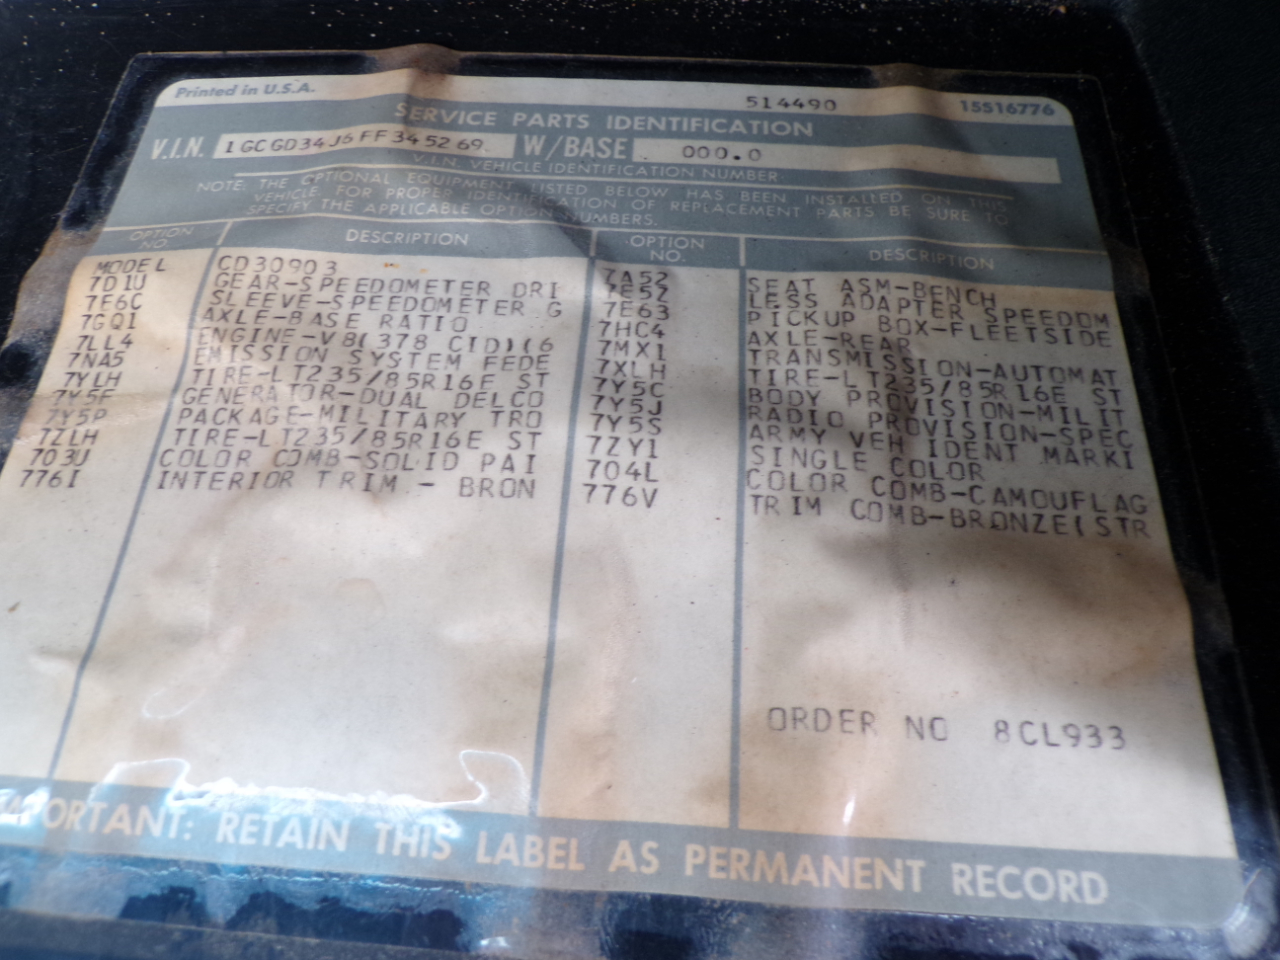 Printed in U.S.A. 514490 15516776
SERVICE PARTS IDENTIFICATION
V.I.N. 1GCGD34J6FF345269 W/BASE 000.0
V.I.N. VEHICLE IDENTIFICATION NUMBER
NOTE: THE OPTIONAL EQUIPMENT LISTED BELOW HAS BEEN INSTALLED ON THIS
VEHICLE. FOR PROPER IDENTIFICATION OF REPLACEMENT PARTS BE SURE TO
SPECIFY THE APPLICABLE OPTION NUMBERS.
OPTION NO. DESCRIPTION OPTION NO. DESCRIPTION
MODEL CD30903 7A52 SEAT ASM-BENCH
7D1U GEAR-SPEEDOMETER DRI 7E5Z LESS ADAPTER SPEEDOM
7E6C SLEEVE-SPEEDOMETER G 7E63 PICKUP BOX-FLEETSIDE
7GQ1 AXLE-BASE RATIO 7HC4 AXLE-REAR
7LL4 ENGINE-V8(378 CID)(6 7MX1 TRANSMISSION-AUTOMAT
7NA5 EMISSION SYSTEM FEDE 7XLH TIRE-LT235/85R16E ST
7YLH TIRE-LT235/85R16E ST 7Y5C BODY PROVISION-MILIT
7Y5F GENERATOR-DUAL DELCO 7Y5J RADIO PROVISION-SPEC
7Y5P PACKAGE-MILITARY TRO 7Y5S ARMY VEH IDENT MARKI
7ZLH TIRE-LT235/85R16E ST 7ZY1 SINGLE COLOR
703U COLOR COMB-SOLID PAI 704L COLOR COMB-CAMOUFLAG
776I INTERIOR TRIM - BRON 776V TRIM COMB-BRONZE(STR
ORDER NO 8CL933
IMPORTANT: RETAIN THIS LABEL AS PERMANENT RECORD